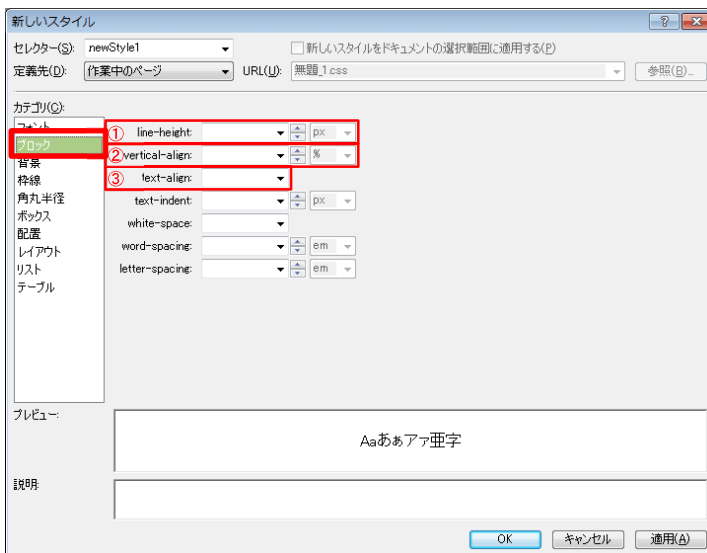 新しいスタイル
セレクター(S): newStyle1 新しいスタイルをドキュメントの選択範囲に適用する(P)
定義先(D): 作業中のページ URL(U): 無題_1.css 参照(B)...
カテゴリ(C):
フォント
ブロック
背景
枠線
角丸半径
ボックス
配置
レイアウト
リスト
テーブル
① line-height: px
② vertical-align: %
③ text-align:
text-indent: px
white-space:
word-spacing: em
letter-spacing: em
プレビュー:
Aaあぁアァ亜宇
説明:
OK キャンセル 適用(A)